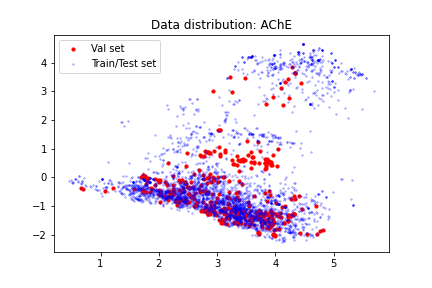 Data distribution: AChE
Val set
Train/Test set
4
3
2
1
0
−1
−2
1 2 3 4 5